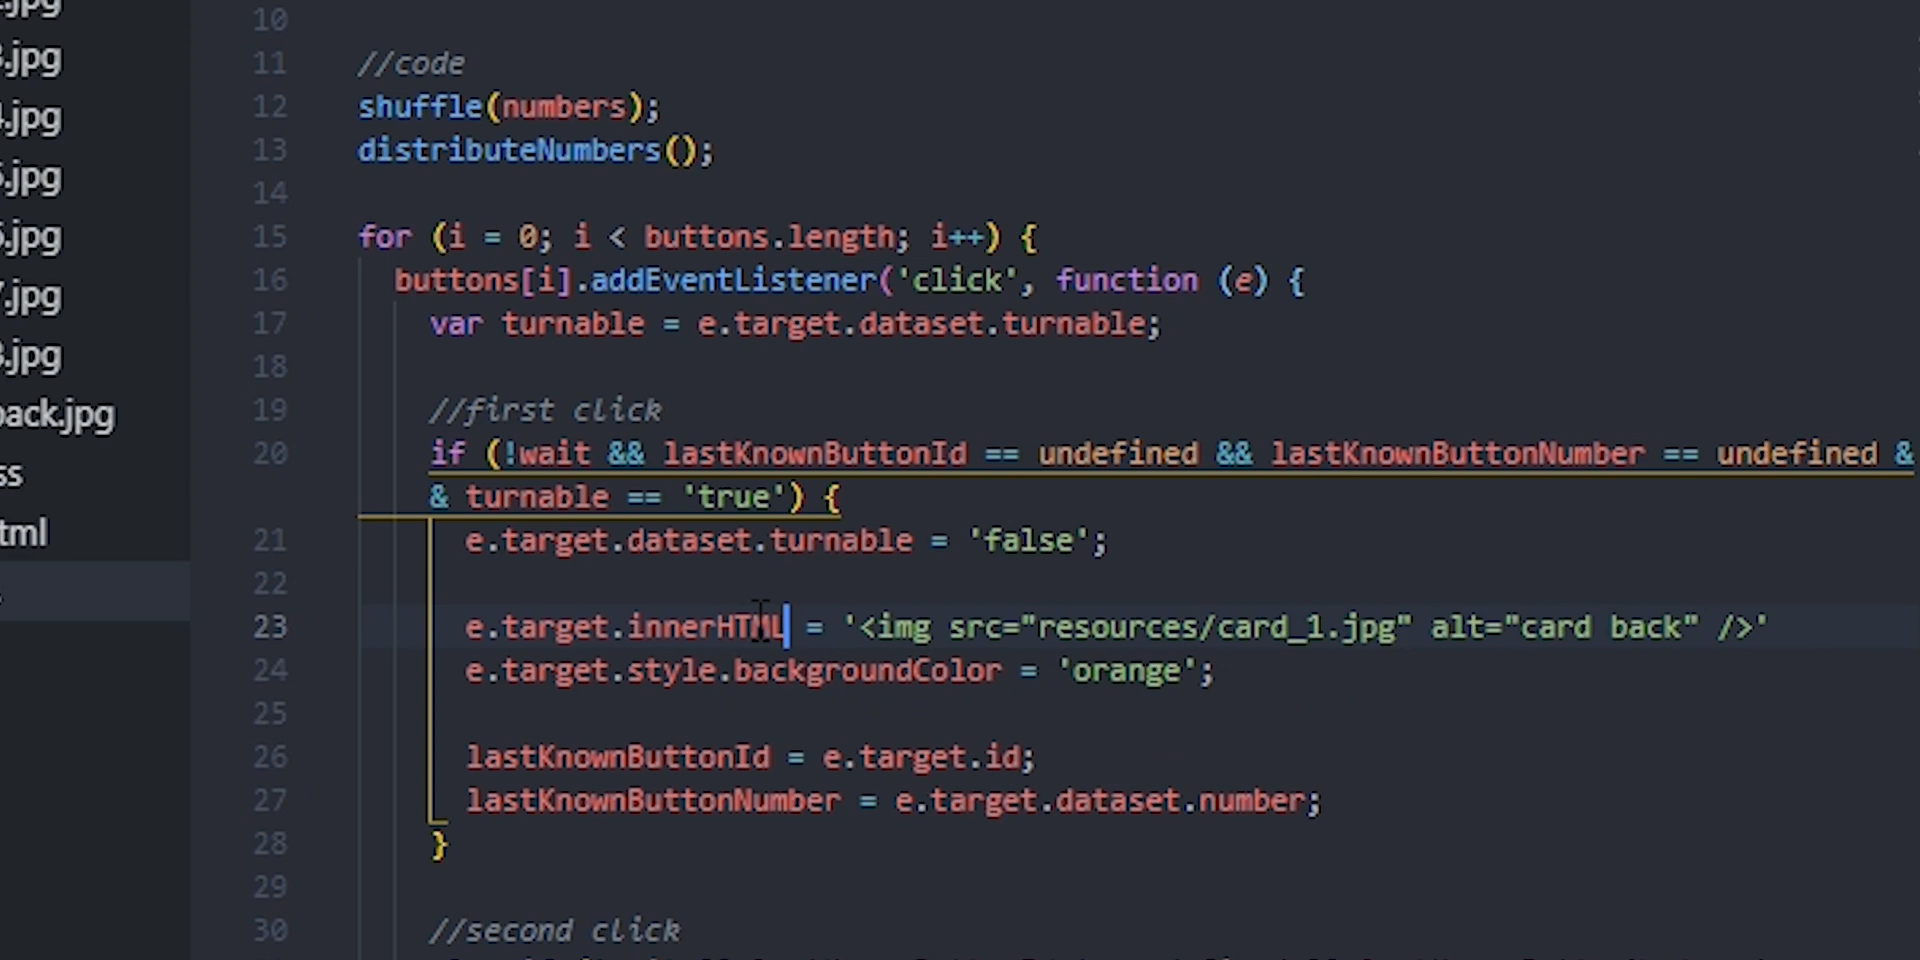 .jpg
.jpg
.jpg
.jpg
.jpg
.jpg
.jpg
back.jpg
10
11 //code
12 shuffle(numbers);
13 distributeNumbers();
14
15 for (i = 0; i < buttons.length; i++) {
16 buttons[i].addEventListener('click', function (e) {
17 var turnable = e.target.dataset.turnable;
18
19 //first click
20 if (!wait && lastKnownButtonId == undefined && lastKnownButtonNumber == undefined &
& turnable == 'true') {
21 e.target.dataset.turnable = 'false';
22
23 e.target.innerHTML = '<img src="resources/card_1.jpg" alt="card back" />'
24 e.target.style.backgroundColor = 'orange';
25
26 lastKnownButtonId = e.target.id;
27 lastKnownButtonNumber = e.target.dataset.number;
28 }
29
30 //second click